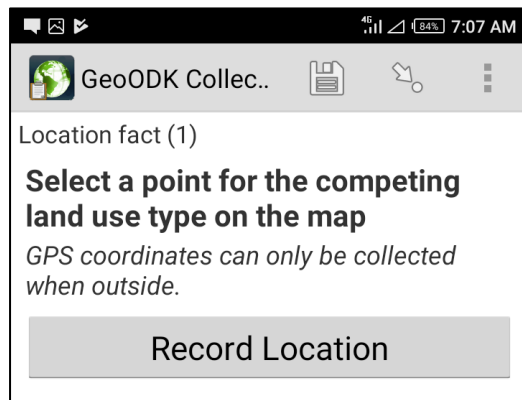 4G 84% 7:07 AM
GeoODK Collec..
Location fact (1)
Select a point for the competing
land use type on the map
GPS coordinates can only be collected
when outside.
Record Location